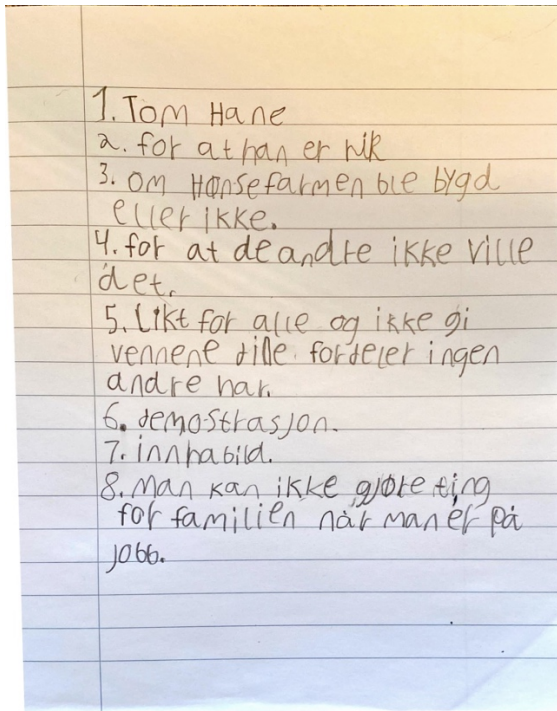 1. Tom Hane
2. for at han er rik
3. om Hønsefarmen ble bygd
eller ikke.
4. for at de andre ikke ville
det.
5. Likt for alle og ikke gi
vennene dille fordeler ingen
andre har.
6. demostrasjon.
7. innhabild.
8. Man kan ikke gjøre ting
for familien når man er på
jobb.